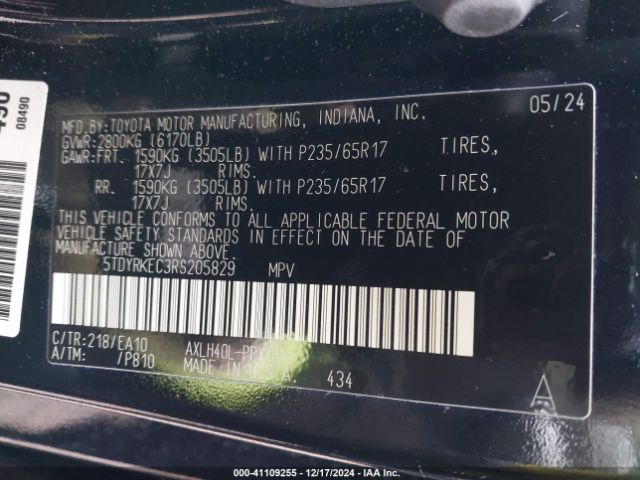 08490
05/24
MFD.BY:TOYOTA MOTOR MANUFACTURING, INDIANA, INC.
GVWR:2800KG (6170LB)
GAWR:FRT. 1590KG (3505LB) WITH P235/65R17 TIRES.,
17X7J RIMS.
RR. 1590KG (3505LB) WITH P235/65R17 TIRES.,
17X7J RIMS.
THIS VEHICLE CONFORMS TO ALL APPLICABLE FEDERAL MOTOR
VEHICLE SAFETY STANDARDS IN EFFECT ON THE DATE OF
MANUFACTURE SHOWN ABOVE.
5TDYRKEC3RS205829 MPV
C/TR:218/EA10
A/TM: /P810
MADE IN
434
A
000-41109255 - 12/17/2024 - IAA Inc.